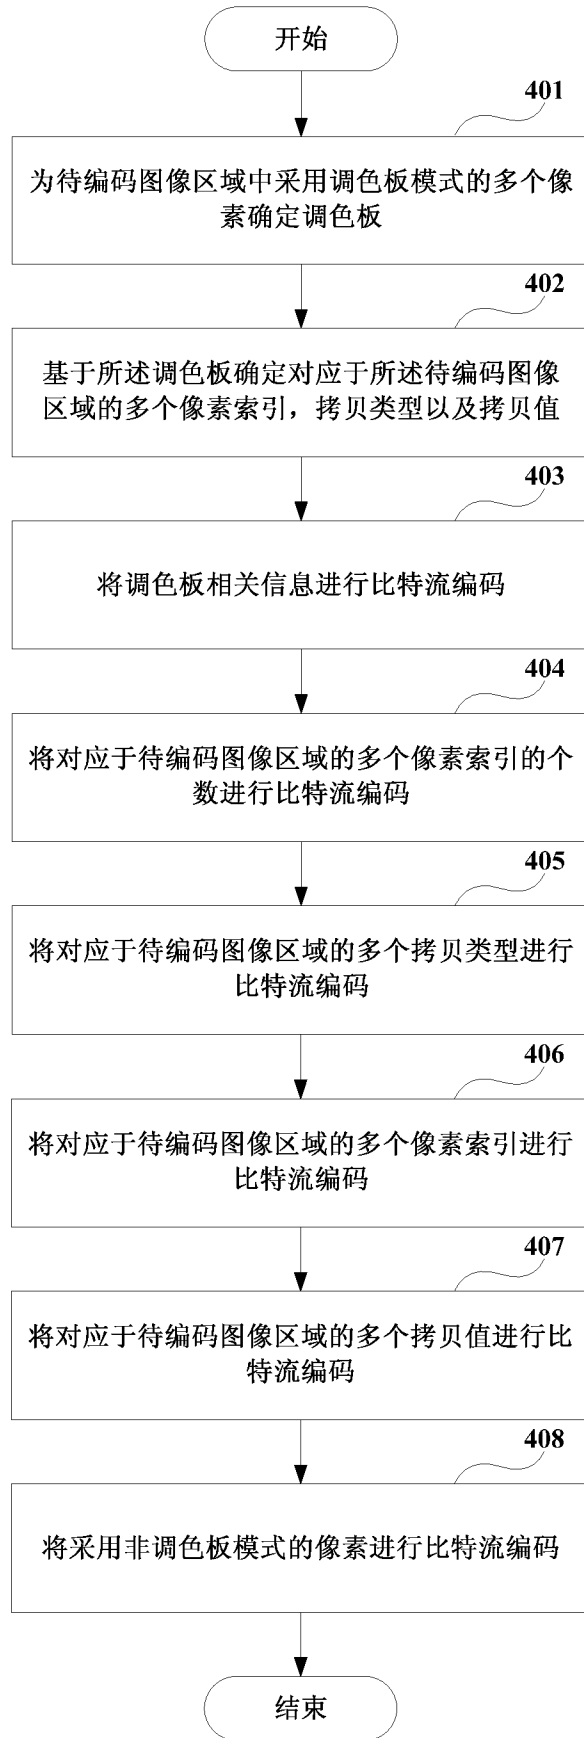 开始
401
为待编码图像区域中采用调色板模式的多个像
素确定调色板
402
基于所述调色板确定对应于所述待编码图像
区域的多个像素索引，拷贝类型以及拷贝值
403
将调色板相关信息进行比特流编码
404
将对应于待编码图像区域的多个像素索引的个
数进行比特流编码
405
将对应于待编码图像区域的多个拷贝类型进行
比特流编码
406
将对应于待编码图像区域的多个像素索引进行
比特流编码
407
将对应于待编码图像区域的多个拷贝值进行比
特流编码
408
将采用非调色板模式的像素进行比特流编码
结束